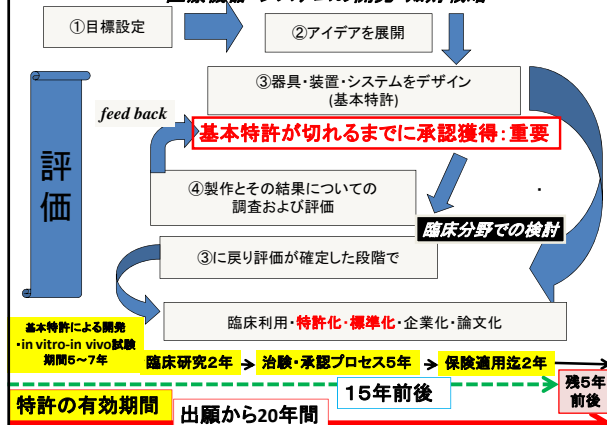 ①目標設定
②アイデアを展開
③器具・装置・システムをデザイン
(基本特許)
feed back
基本特許が切れるまでに承認獲得：重要
評
価
④製作とその結果についての
調査および評価
臨床分野での検討
③に戻り評価が確定した段階で
臨床利用・特許化・標準化・企業化・論文化
基本特許による開発
・in vitro-in vivo試験
期間5～7年
臨床研究2年
治験・承認プロセス5年
保険適用迄2年
残5年
前後
15年前後
特許の有効期間
出願から20年間